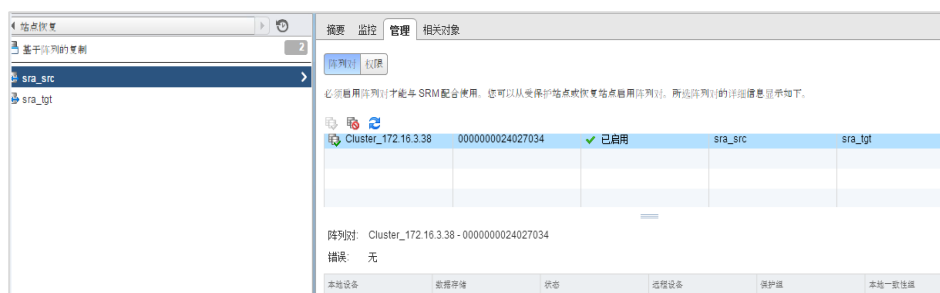 站点恢复
基于阵列的复制 2
sra_src
sra_tgt
摘要 监控 管理 相关对象
阵列对 权限
必须启用阵列对才能与 SRM 配合使用。您可以从受保护站点或恢复站点启用阵列对。所选阵列对的详细信息显示如下。
Cluster_172.16.3.38 0000000024027034 已启用 sra_src sra_tgt
阵列对: Cluster_172.16.3.38 - 0000000024027034
错误: 无
本地设备 数据存储 状态 远程设备 保护组 本地一致性组